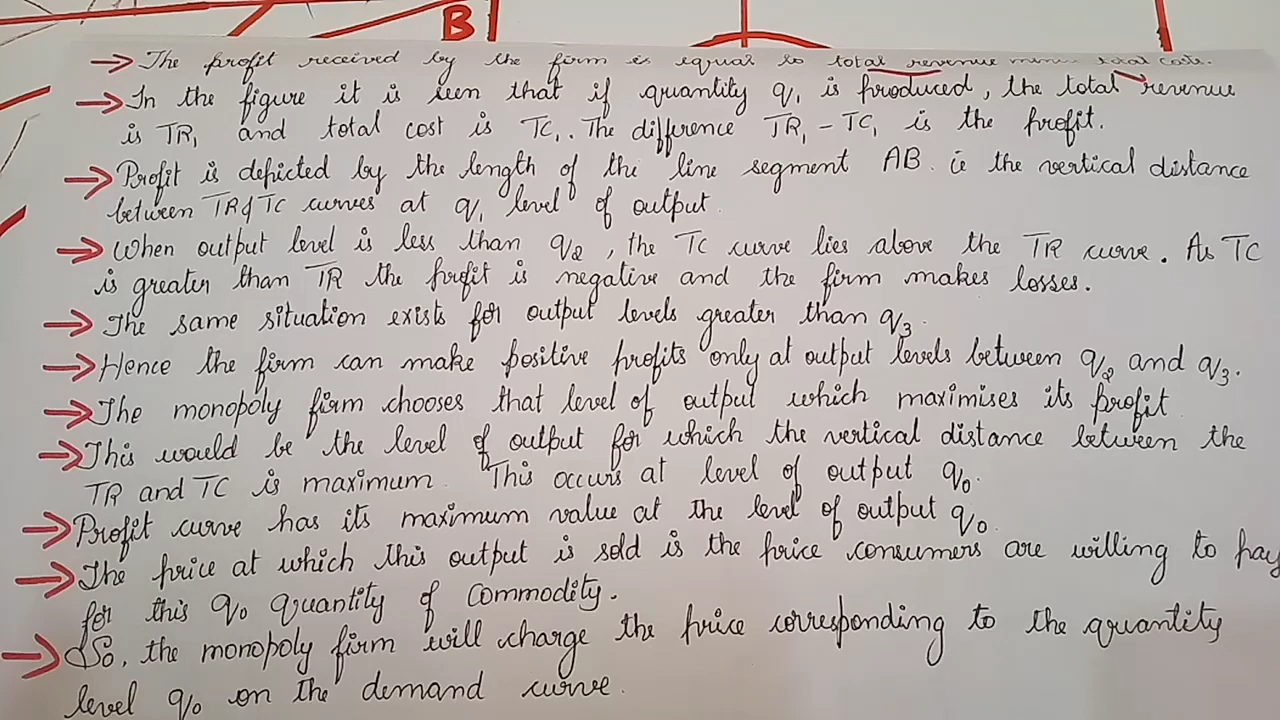 B
→ The profit received by the firm is equal to total revenue minus total costs.
→ In the figure it is seen that if quantity q₁ is produced, the total revenue
is TR₁ and total cost is TC₁. The difference TR₁ - TC₁ is the profit.
→ Profit is depicted by the length of the line segment AB. ie the vertical distance
between TR & TC curves at q₁ level of output.
→ When output level is less than q₂, the TC curve lies above the TR curve. As TC
is greater than TR the profit is negative and the firm makes losses.
→ The same situation exists for output levels greater than q₃.
→ Hence the firm can make positive profits only at output levels between q₂ and q₃.
→ The monopoly firm chooses that level of output which maximises its profit
→ This would be the level of output for which the vertical distance between the
TR and TC is maximum. This occurs at level of output q₀.
→ Profit curve has its maximum value at the level of output q₀.
→ The price at which this output is sold is the price consumers are willing to pay
for this q₀ quantity of commodity.
→ So, the monopoly firm will charge the price corresponding to the quantity
level q₀ on the demand curve.